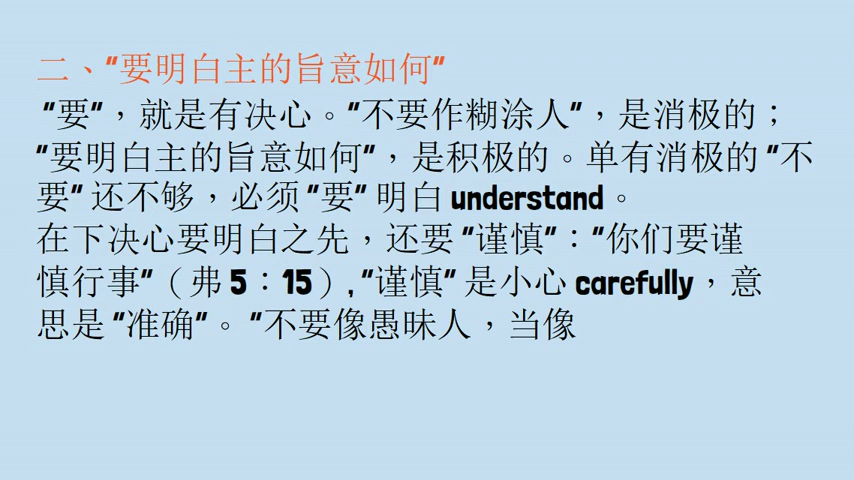 二、"要明白主的旨意如何"
"要"，就是有决心。"不要作糊涂人"，是消极的；
"要明白主的旨意如何"，是积极的。单有消极的 "不
要" 还不够，必须 "要" 明白 understand。
在下决心要明白之先，还要 "谨慎"："你们要谨
慎行事"（弗 5：15）, "谨慎" 是小心 carefully，意
思是 "准确"。 "不要像愚昧人，当像